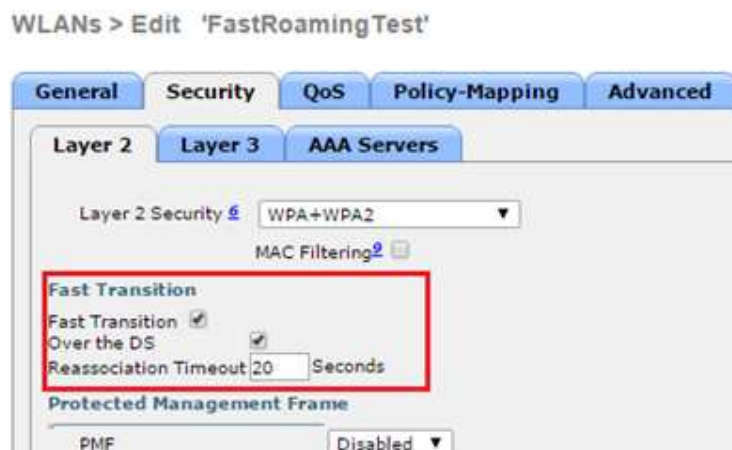 WLANs > Edit 'FastRoamingTest'
General Security QoS Policy-Mapping Advanced
Layer 2 Layer 3 AAA Servers
Layer 2 Security 6 WPA+WPA2
MAC Filtering9
Fast Transition
Fast Transition
Over the DS
Reassociation Timeout 20 Seconds
Protected Management Frame
PMF Disabled